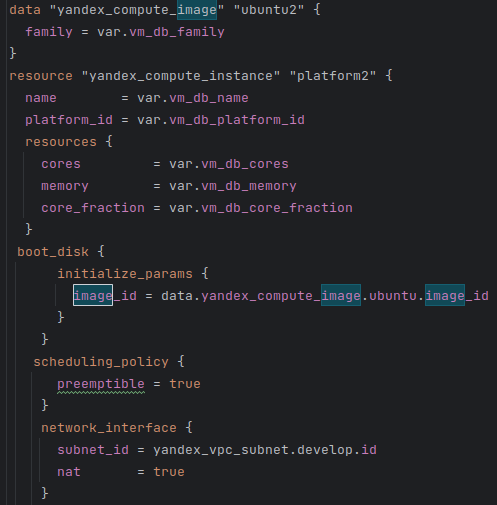 data "yandex_compute_image" "ubuntu2" {
  family = var.vm_db_family
}
resource "yandex_compute_instance" "platform2" {
  name        = var.vm_db_name
  platform_id = var.vm_db_platform_id
  resources {
    cores         = var.vm_db_cores
    memory        = var.vm_db_memory
    core_fraction = var.vm_db_core_fraction
  }
 boot_disk {
      initialize_params {
        image_id = data.yandex_compute_image.ubuntu.image_id
      }
    }
   scheduling_policy {
      preemptible = true
    }
    network_interface {
      subnet_id = yandex_vpc_subnet.develop.id
      nat       = true
    }